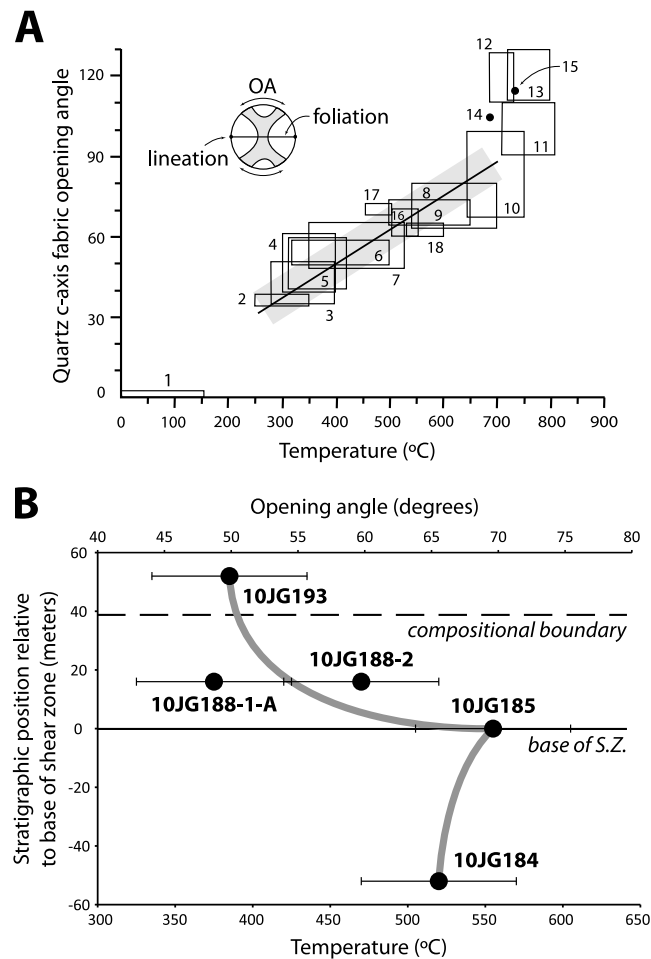 A
Quartz c-axis fabric opening angle
120
90
60
30
0
OA
foliation
lineation
12
15
13
14
11
17
8
16
9
10
4
18
6
5
7
2
3
1
0 100 200 300 400 500 600 700 800 900
Temperature (ºC)
B
Opening angle (degrees)
40 45 50 55 60 65 70 75 80
Stratigraphic position relative
to base of shear zone (meters)
60
40
20
0
-20
-40
-60
10JG193
compositional boundary
10JG188-2
10JG188-1-A
10JG185
base of S.Z.
10JG184
300 350 400 450 500 550 600 650
Temperature (ºC)